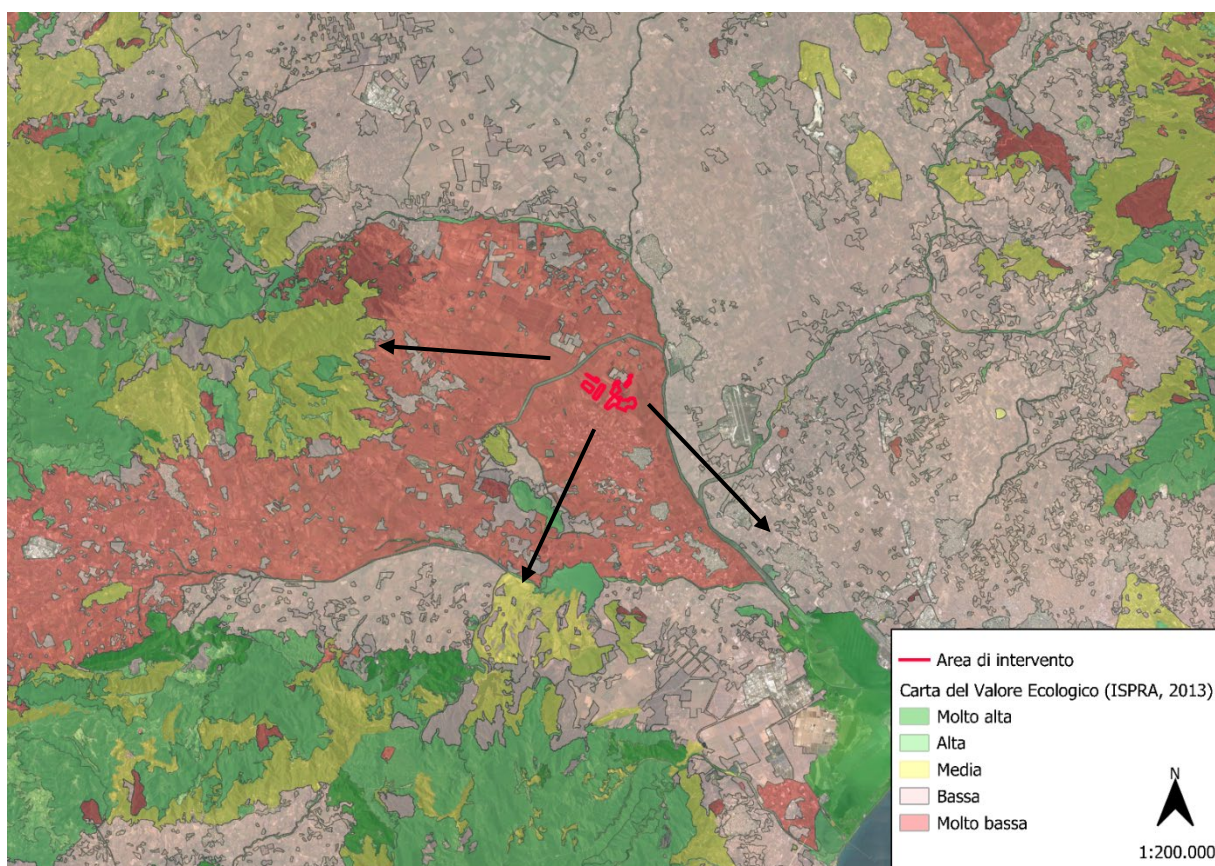 Area di intervento
Carta del Valore Ecologico (ISPRA, 2013)
Molto alta
Alta
Media
Bassa
Molto bassa
N
1:200.000